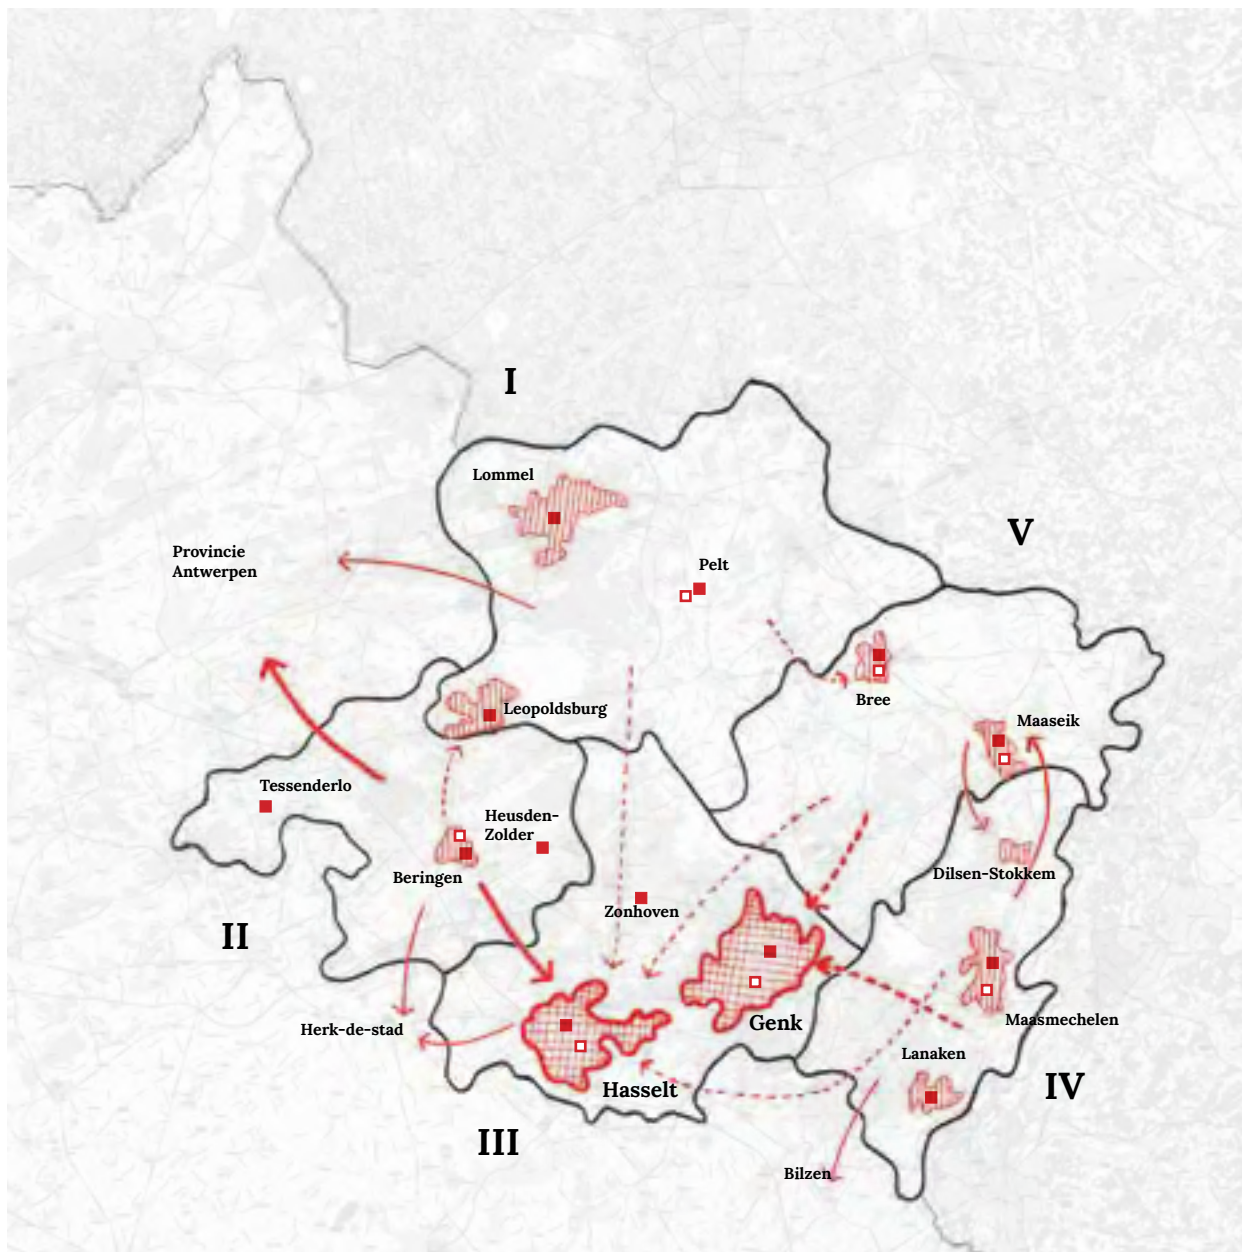 I
Lommel
V
Provincie
Antwerpen
Pelt
Bree
Leopoldsburg
Maaseik
Tessenderlo
Heusden-
Zolder
Beringen
Dilsen-Stokkem
Zonhoven
II
Genk
Maasmechelen
Herk-de-stad
Lanaken
Hasselt
IV
III
Bilzen